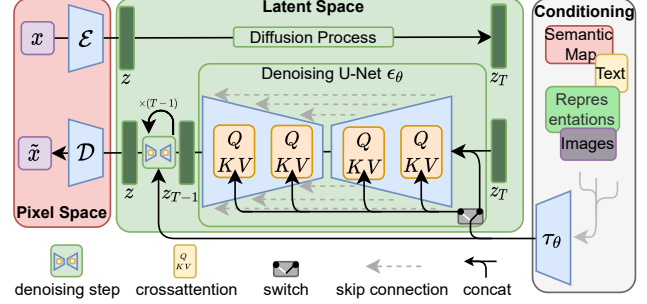 Latent Space
Conditioning
x
ℰ
z
Diffusion Process
z_T
Semantic
Map
Text
Repres
entations
Images
Denoising U-Net ϵ_θ
×(T−1)
Q
KV
Q
KV
Q
KV
Q
KV
x̃
𝒟
z
z_{T−1}
z_T
Pixel Space
τ_θ
Q
KV
denoising step
crossattention
switch
skip connection
concat